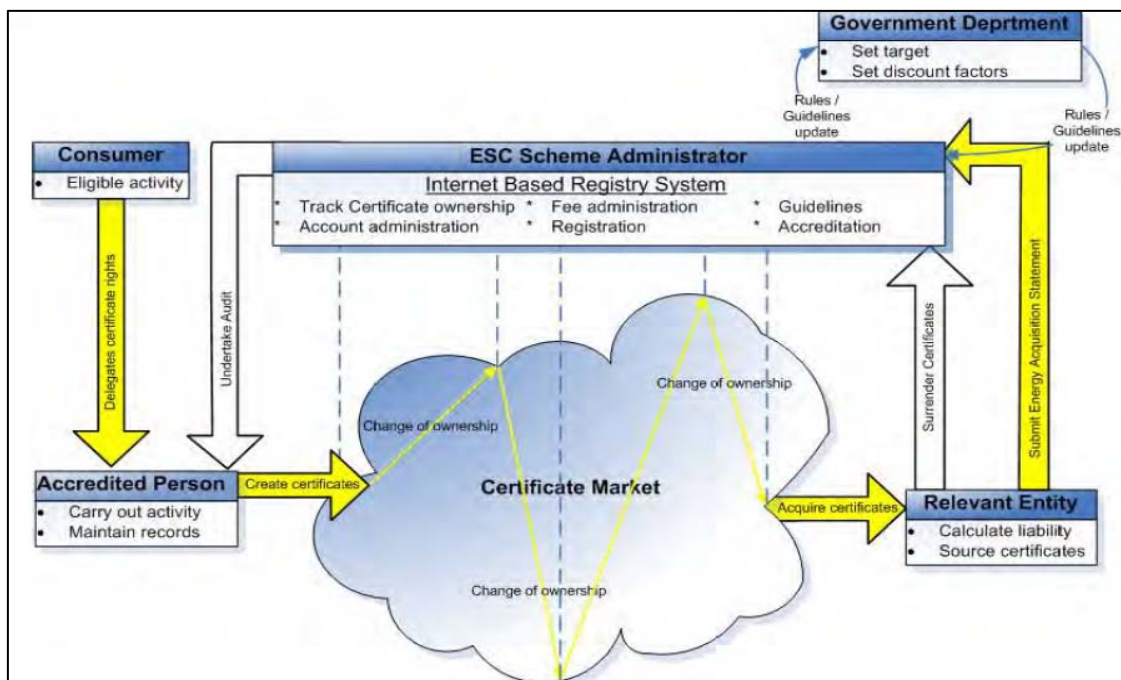 Government Deprtment
• Set target
• Set discount factors
Rules /
Guidelines
update
Rules /
Guidelines
update
Consumer
• Eligible activity
ESC Scheme Administrator
Internet Based Registry System
* Track Certificate ownership * Fee administration * Guidelines
* Account administration * Registration * Accreditation
Delegates certificate rights
Undertake Audit
Surrender Certificates
Submit Energy Acquisition Statement
Change of ownership
Change of ownership
Accredited Person
• Carry out activity
• Maintain records
Create certificates
Certificate Market
Acquire certificates
Relevant Entity
• Calculate liability
• Source certificates
Change of ownership